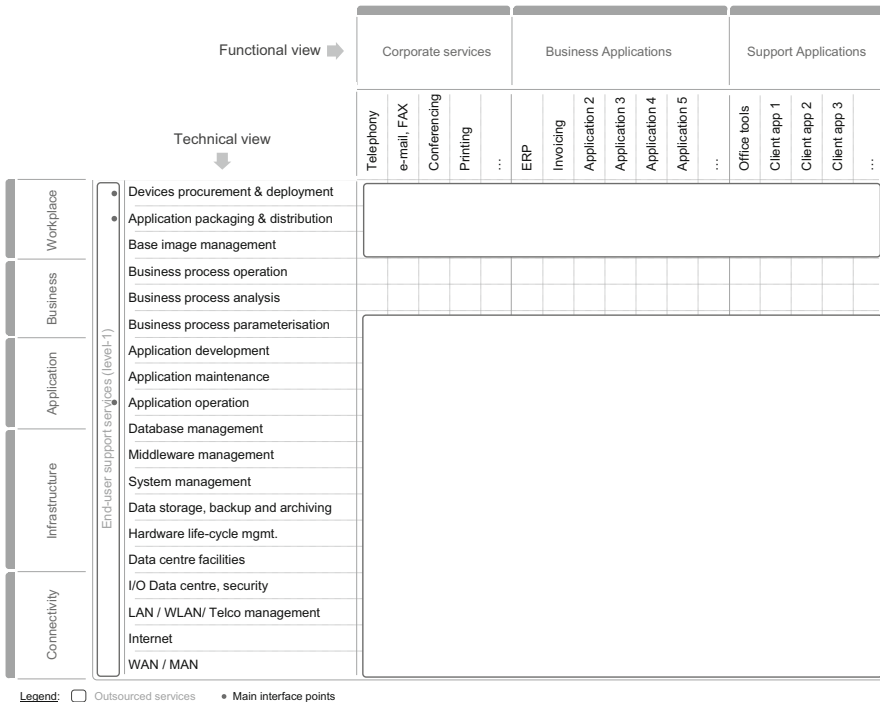 Functional view
Corporate services
Business Applications
Support Applications
Technical view
Telephony
e-mail, FAX
Conferencing
Printing
...
ERP
Invoicing
Application 2
Application 3
Application 4
Application 5
...
Office tools
Client app 1
Client app 2
Client app 3
...
Workplace
Business
Application
Infrastructure
Connectivity
End-user support services (level-1)
Devices procurement & deployment
Application packaging & distribution
Base image management
Business process operation
Business process analysis
Business process parameterisation
Application development
Application maintenance
Application operation
Database management
Middleware management
System management
Data storage, backup and archiving
Hardware life-cycle mgmt.
Data centre facilities
I/O Data centre, security
LAN / WLAN/ Telco management
Internet
WAN / MAN
Legend: Outsourced services • Main interface points